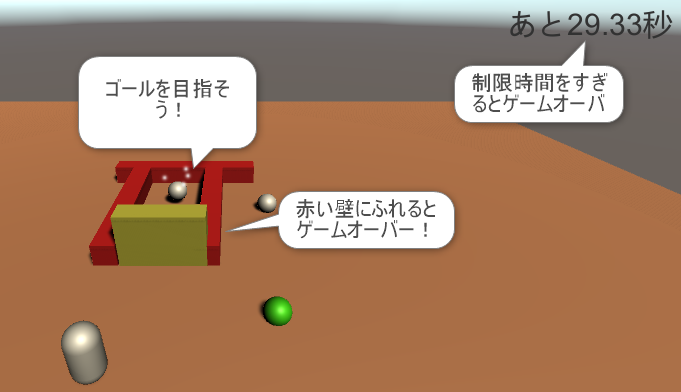 あと29.33秒
ゴールを目指そ
う！
制限時間をすぎ
るとゲームオーバ
赤い壁にふれると
ゲームオーバー！